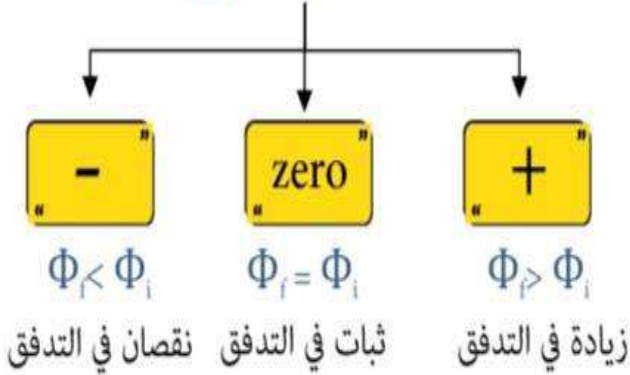 + zero -
Φf> Φi Φf = Φi Φf< Φi
زيادة في التدفق ثبات في التدفق نقصان في التدفق